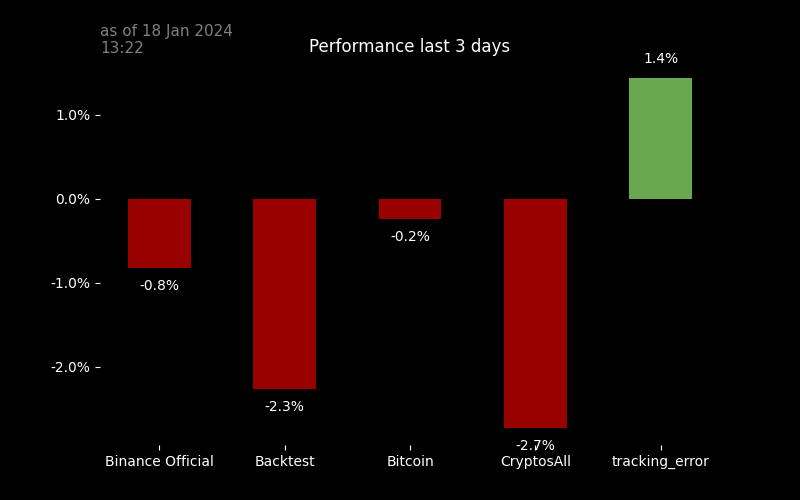 as of 18 Jan 2024
13:22
Performance last 3 days
1.4%
1.0%
0.0%
-0.2%
-0.8%
-1.0%
-2.0%
-2.3%
-2.7%
Binance Official
Backtest
Bitcoin
CryptosAll
tracking_error